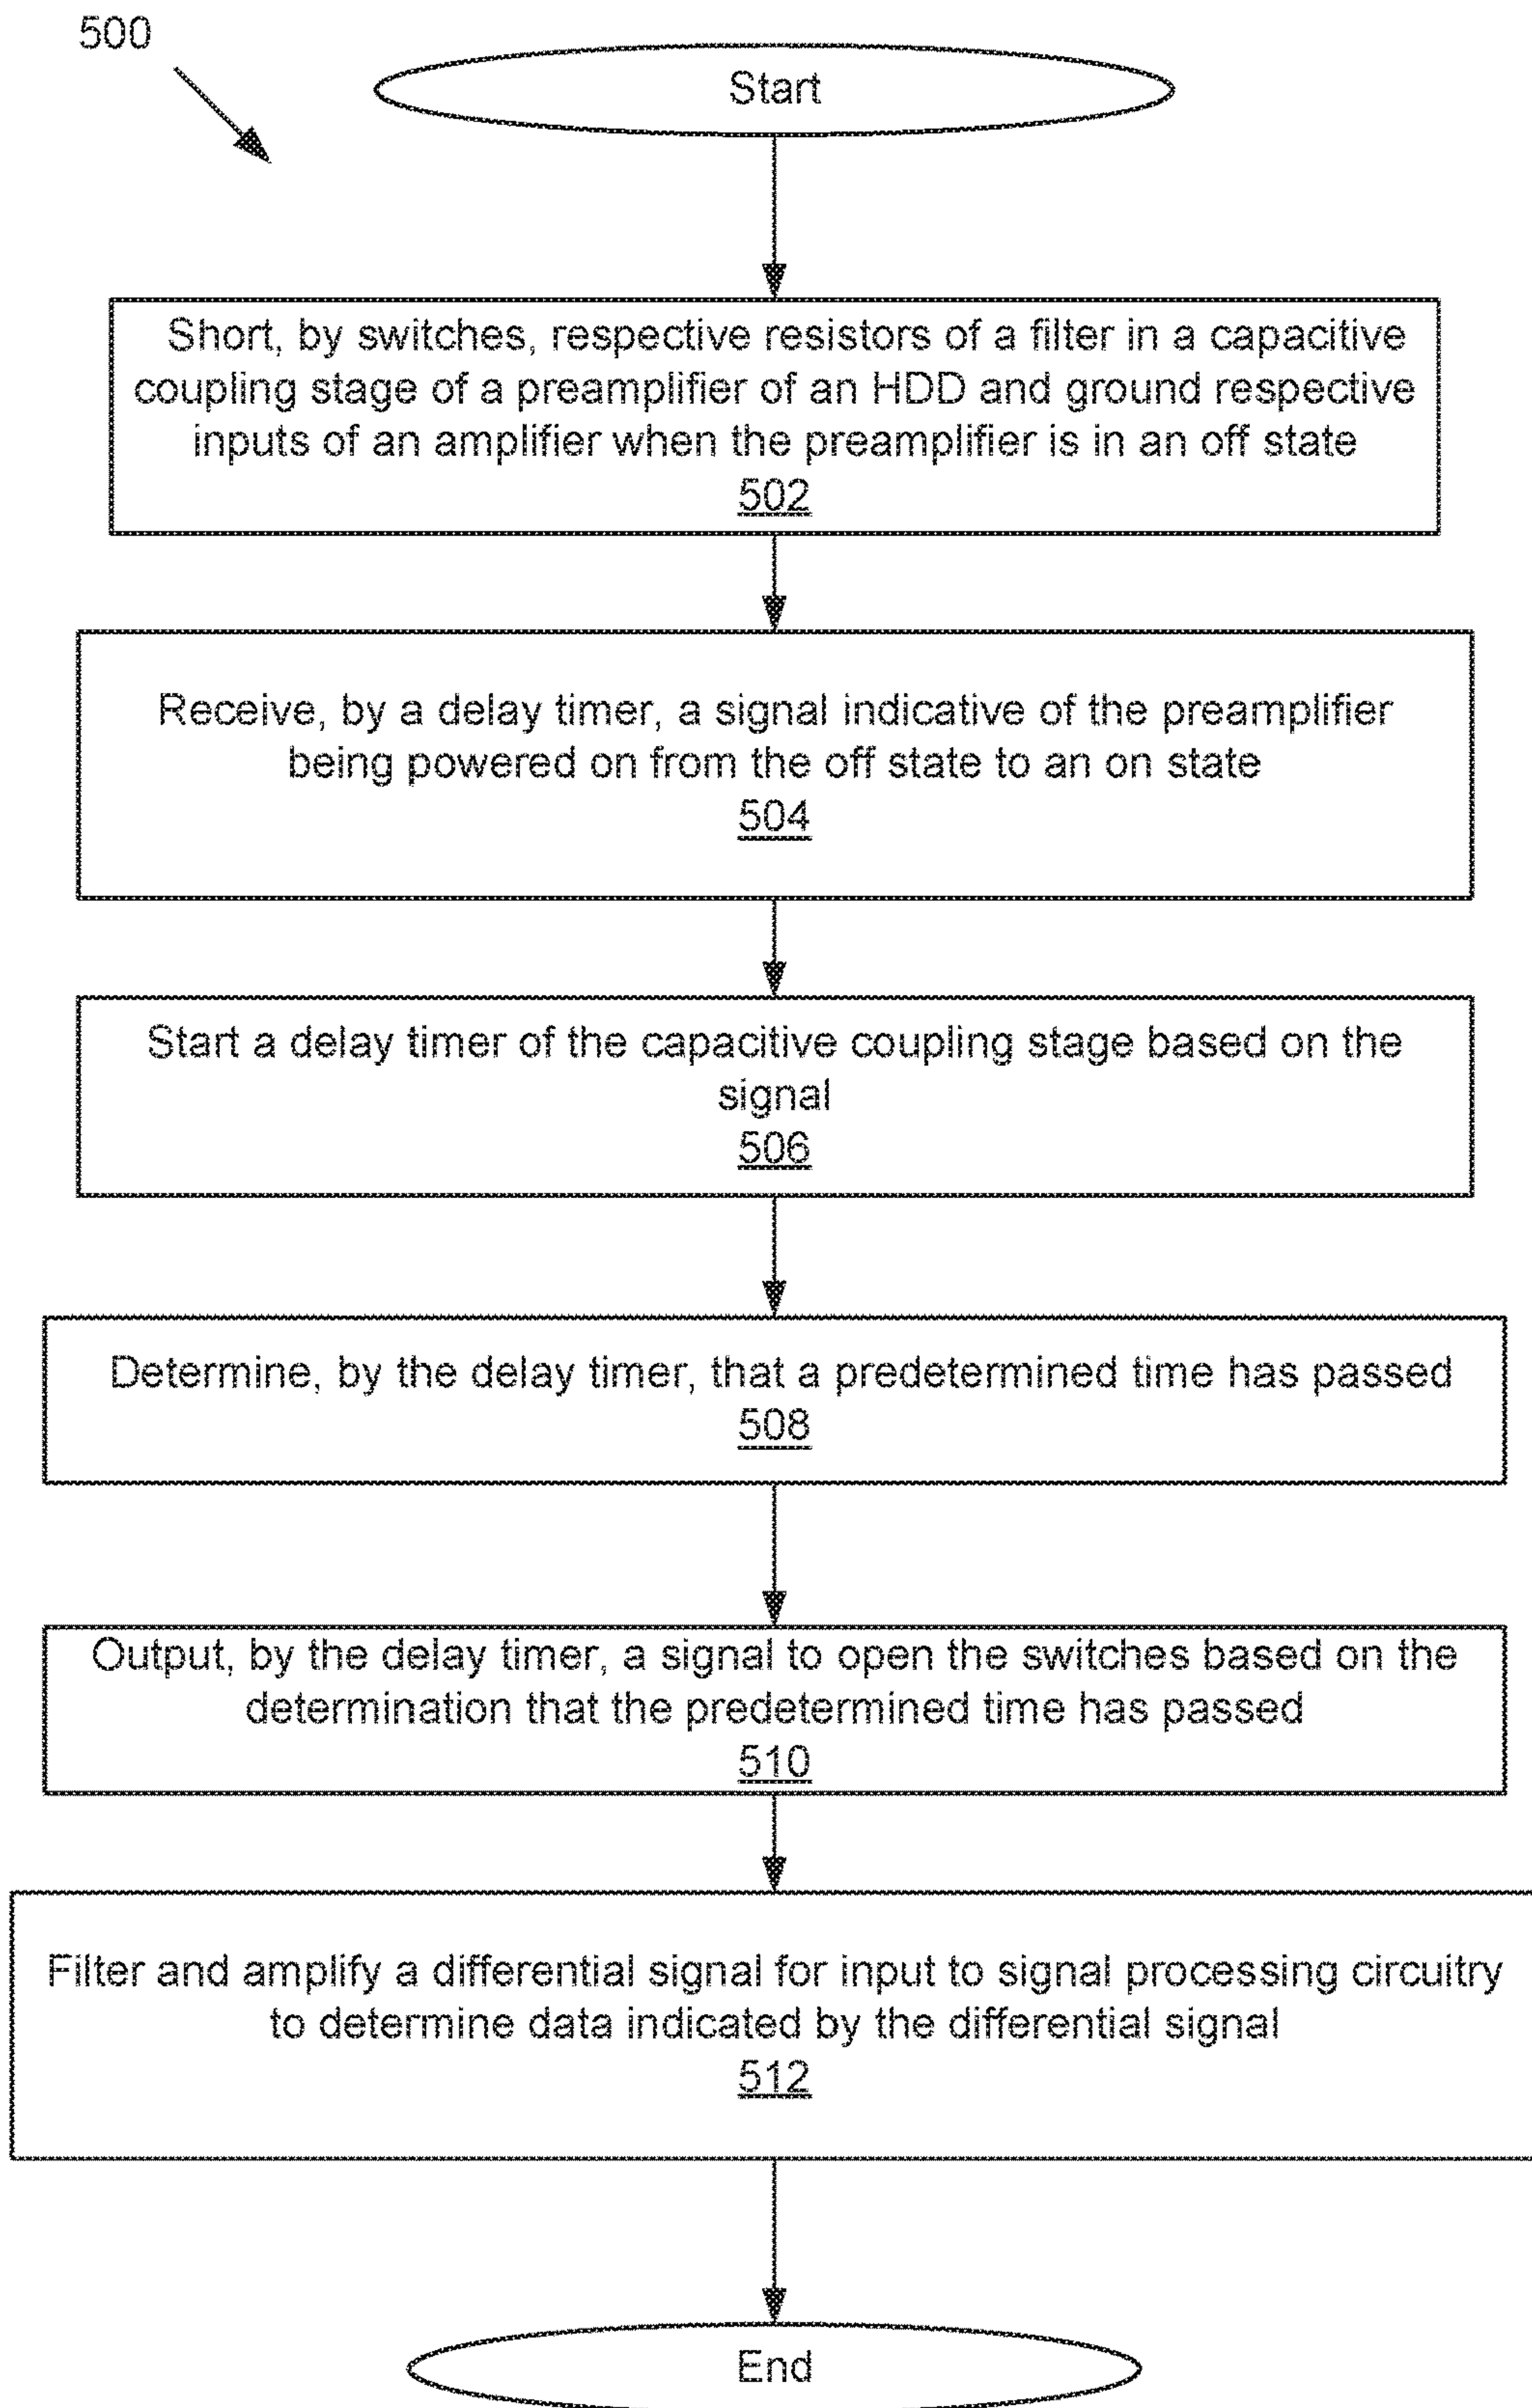 500
Start
Short, by switches, respective resistors of a filter in a capacitive
coupling stage of a preamplifier of an HDD and ground respective
inputs of an amplifier when the preamplifier is in an off state
502
Receive, by a delay timer, a signal indicative of the preamplifier
being powered on from the off state to an on state
504
Start a delay timer of the capacitive coupling stage based on the
signal
506
Determine, by the delay timer, that a predetermined time has passed
508
Output, by the delay timer, a signal to open the switches based on the
determination that the predetermined time has passed
510
Filter and amplify a differential signal for input to signal processing circuitry
to determine data indicated by the differential signal
512
End